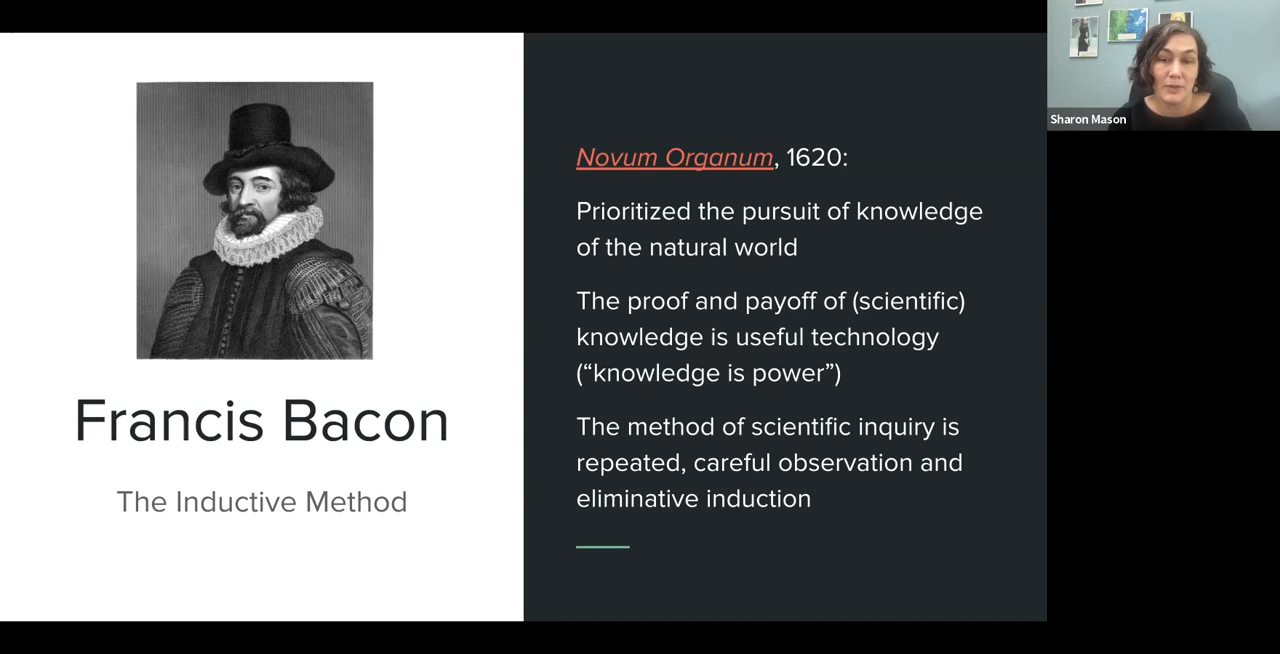 Francis Bacon
The Inductive Method
Novum Organum, 1620:
Prioritized the pursuit of knowledge
of the natural world
The proof and payoff of (scientific)
knowledge is useful technology
(“knowledge is power”)
The method of scientific inquiry is
repeated, careful observation and
eliminative induction
Sharon Mason